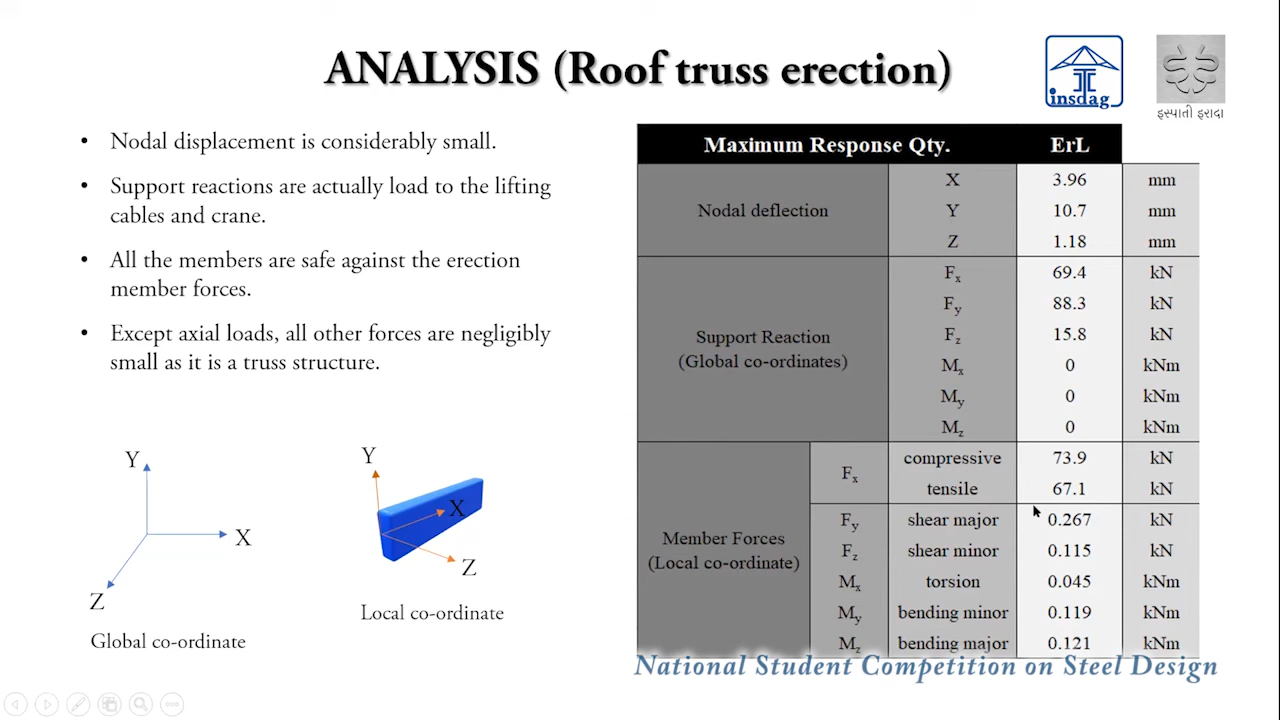 ANALYSIS (Roof truss erection)
insdag
इस्पाती इरादा
• Nodal displacement is considerably small.
• Support reactions are actually load to the lifting
cables and crane.
• All the members are safe against the erection
member forces.
• Except axial loads, all other forces are negligibly
small as it is a truss structure.
Y
X
Z
Global co-ordinate
Y
X
Z
Local co-ordinate
Maximum Response Qty. ErL
Nodal deflection X 3.96 mm
Y 10.7 mm
Z 1.18 mm
Support Reaction
(Global co-ordinates)
Fx 69.4 kN
Fy 88.3 kN
Fz 15.8 kN
Mx 0 kNm
My 0 kNm
Mz 0 kNm
Member Forces
(Local co-ordinate)
Fx compressive 73.9 kN
tensile 67.1 kN
Fy shear major 0.267 kN
Fz shear minor 0.115 kN
Mx torsion 0.045 kNm
My bending minor 0.119 kNm
Mz bending major 0.121 kNm
National Student Competition on Steel Design